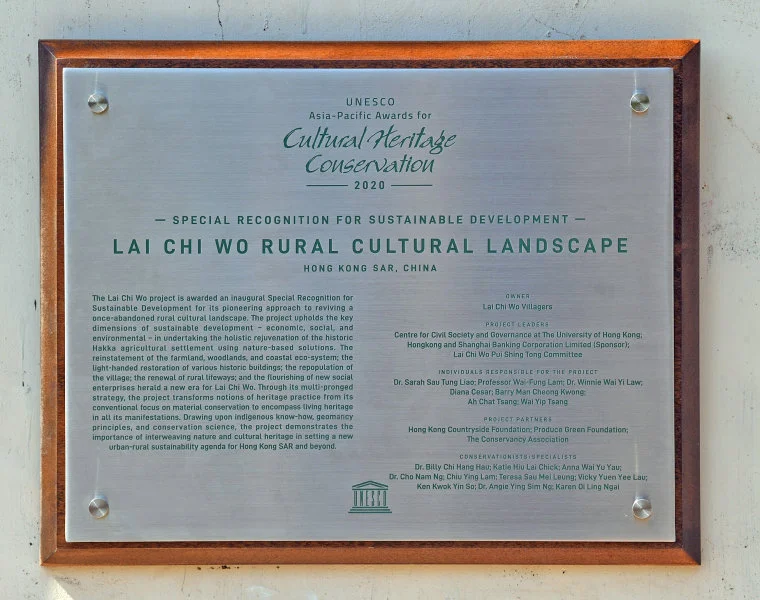 UNESCO
Asia-Pacific Awards for
Cultural Heritage
Conservation
2020
— SPECIAL RECOGNITION FOR SUSTAINABLE DEVELOPMENT —
LAI CHI WO RURAL CULTURAL LANDSCAPE
HONG KONG SAR, CHINA
The Lai Chi Wo project is awarded an inaugural Special Recognition for
Sustainable Development for its pioneering approach to reviving a
once-abandoned rural cultural landscape. The project upholds the key
dimensions of sustainable development – economic, social, and
environmental – in undertaking the holistic rejuvenation of the historic
Hakka agricultural settlement using nature-based solutions. The
reinstatement of the farmland, woodlands, and coastal eco-system; the
light-handed restoration of various historic buildings; the repopulation of
the village; the renewal of rural lifeways; and the flourishing of new social
enterprises herald a new era for Lai Chi Wo. Through its multi-pronged
strategy, the project transforms notions of heritage practice from its
conventional focus on material conservation to encompass living heritage
in all its manifestations. Drawing upon indigenous know-how, geomancy
principles, and conservation science, the project demonstrates the
importance of interweaving nature and cultural heritage in setting a new
urban-rural sustainability agenda for Hong Kong SAR and beyond.
OWNER
Lai Chi Wo Villagers
PROJECT LEADERS
Centre for Civil Society and Governance at The University of Hong Kong;
Hongkong and Shanghai Banking Corporation Limited (Sponsor);
Lai Chi Wo Pui Shing Tong Committee
INDIVIDUALS RESPONSIBLE FOR THE PROJECT
Dr. Sarah Sau Tung Liao; Professor Wai-Fung Lam; Dr. Winnie Wai Yi Law;
Diana Cesar; Barry Man Cheong Kwong;
Ah Chat Tsang; Wai Yip Tsang
PROJECT PARTNERS
Hong Kong Countryside Foundation; Produce Green Foundation;
The Conservancy Association
CONSERVATIONISTS/SPECIALISTS
Dr. Billy Chi Hang Hau; Katie Hiu Lai Chick; Anna Wai Yu Yau;
Dr. Cho Nam Ng; Chiu Ying Lam; Teresa Sau Mei Leung; Vicky Yuen Yee Lau;
Ken Kwok Yin So; Dr. Angie Ying Sim Ng; Karen Oi Ling Ngai
UNESCO